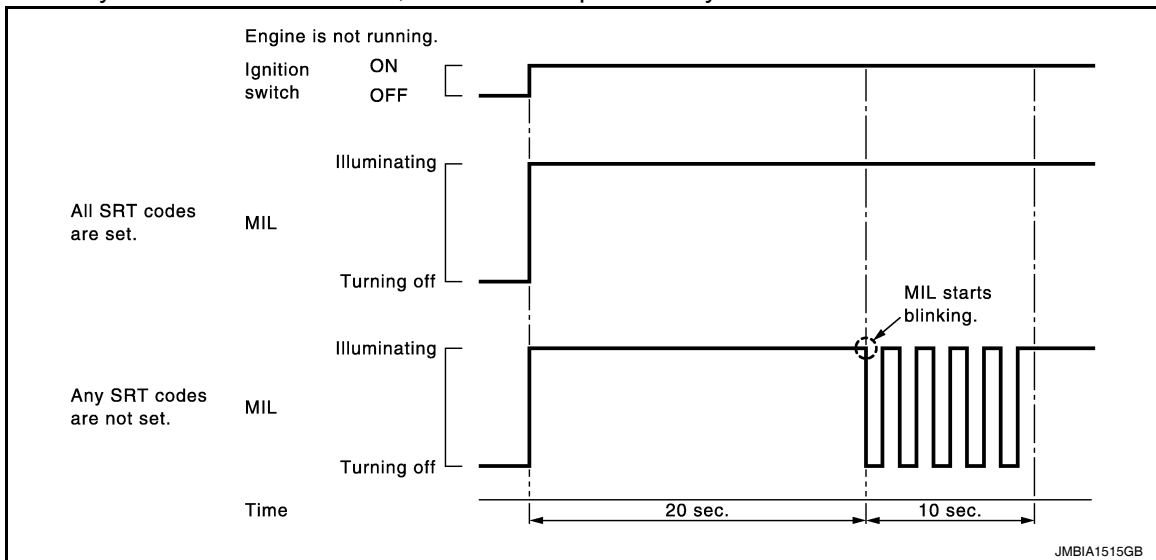 Engine is not running.
Ignition switch
ON
OFF
Illuminating
All SRT codes
are set.
MIL
Turning off
MIL starts
blinking.
Illuminating
Any SRT codes
are not set.
MIL
Turning off
Time
20 sec.
10 sec.
JMBIA1515GB